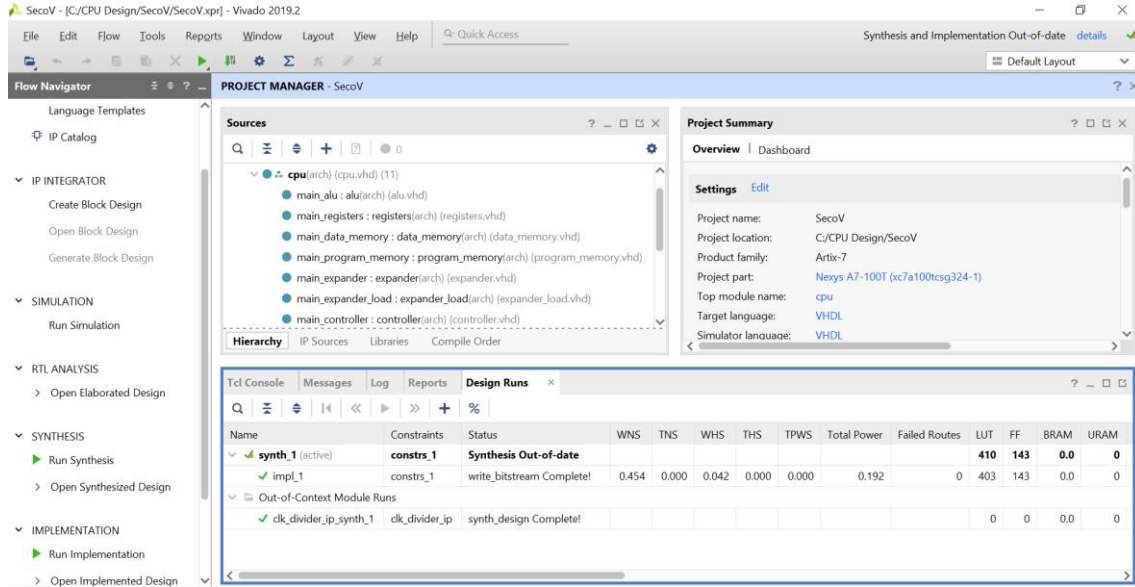 SecoV - [C:/CPU Design/SecoV/SecoV.xpr] - Vivado 2019.2
File Edit Flow Tools Reports Window Layout View Help Quick Access
Synthesis and Implementation Out-of-date details
Default Layout
Flow Navigator
Language Templates
IP Catalog
IP INTEGRATOR
Create Block Design
Open Block Design
Generate Block Design
SIMULATION
Run Simulation
RTL ANALYSIS
Open Elaborated Design
SYNTHESIS
Run Synthesis
Open Synthesized Design
IMPLEMENTATION
Run Implementation
Open Implemented Design
PROJECT MANAGER - SecoV
Sources
0
cpu(arch) (cpu.vhd) (11)
main_alu : alu(arch) (alu.vhd)
main_registers : registers(arch) (registers.vhd)
main_data_memory : data_memory(arch) (data_memory.vhd)
main_program_memory : program_memory(arch) (program_memory.vhd)
main_expander : expander(arch) (expander.vhd)
main_expander_load : expander_load(arch) (expander_load.vhd)
main_controller : controller(arch) (controller.vhd)
Hierarchy IP Sources Libraries Compile Order
Project Summary
Overview | Dashboard
Settings Edit
Project name: SecoV
Project location: C:/CPU Design/SecoV
Product family: Artix-7
Project part: Nexys A7-100T (xc7a100tcsg324-1)
Top module name: cpu
Target language: VHDL
Simulator language: VHDL
Tcl Console Messages Log Reports Design Runs
Name Constraints Status WNS TNS WHS THS TPWS Total Power Failed Routes LUT FF BRAM URAM
synth_1 (active) constrs_1 Synthesis Out-of-date 410 143 0.0 0
impl_1 constrs_1 write_bitstream Complete! 0.454 0.000 0.042 0.000 0.000 0.192 0 403 143 0.0 0
Out-of-Context Module Runs
clk_divider_ip_synth_1 clk_divider_ip synth_design Complete! 0 0 0.0 0